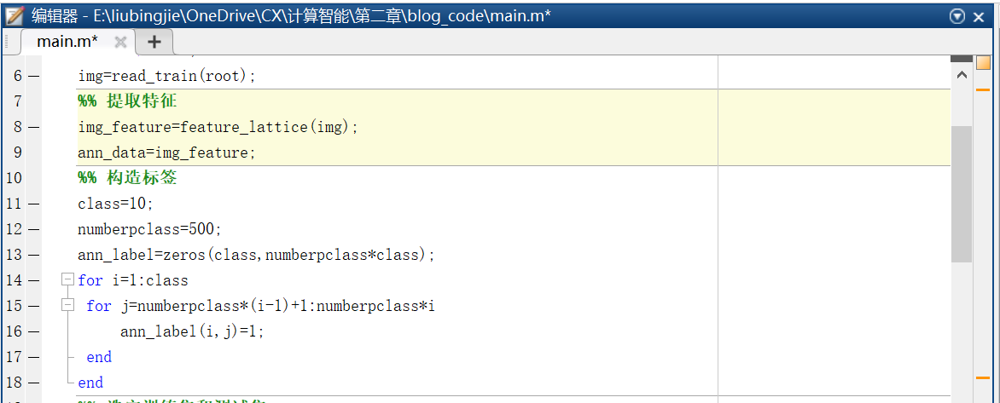 编辑器 - E:\liubingjie\OneDrive\CX\计算智能\第二章\blog_code\main.m*
main.m*
6 — img=read_train(root);
7 %% 提取特征
8 — img_feature=feature_lattice(img);
9 — ann_data=img_feature;
10 %% 构造标签
11 — class=10;
12 — numberpclass=500;
13 — ann_label=zeros(class,numberpclass*class);
14 — for i=1:class
15 — for j=numberpclass*(i-1)+1:numberpclass*i
16 — ann_label(i,j)=1;
17 — end
18 — end